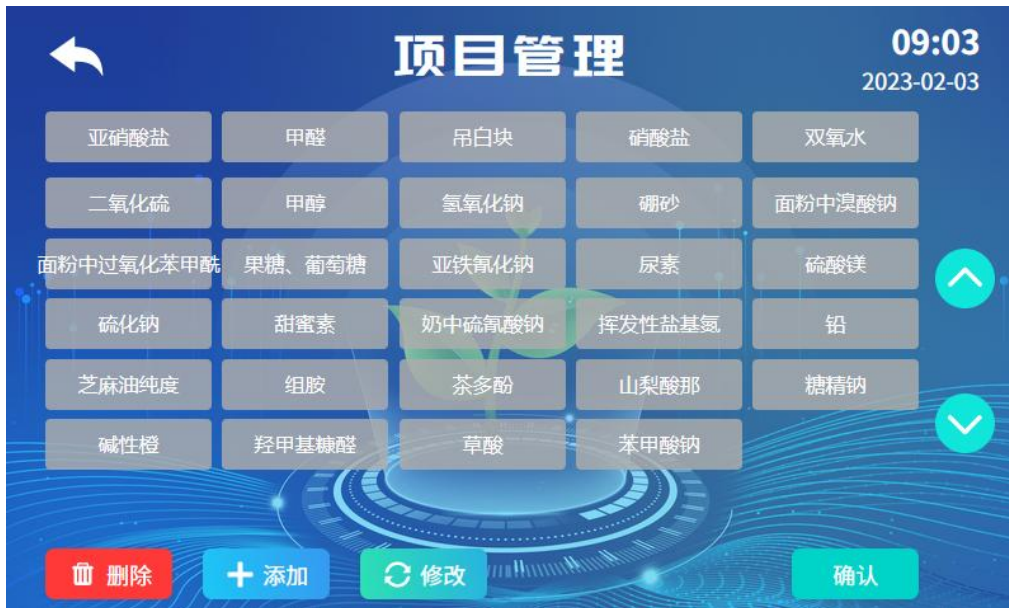 项目管理
09:03
2023-02-03
亚硝酸盐 甲醛 吊白块 硝酸盐 双氧水
二氧化硫 甲醇 氢氧化钠 硼砂 面粉中溴酸钠
面粉中过氧化苯甲酰 果糖、葡萄糖 亚铁氰化钠 尿素 硫酸镁
硫化钠 甜蜜素 奶中硫氰酸钠 挥发性盐基氮 铅
芝麻油纯度 组胺 茶多酚 山梨酸那 糖精钠
碱性橙 羟甲基糠醛 草酸 苯甲酸钠
删除 添加 修改 确认